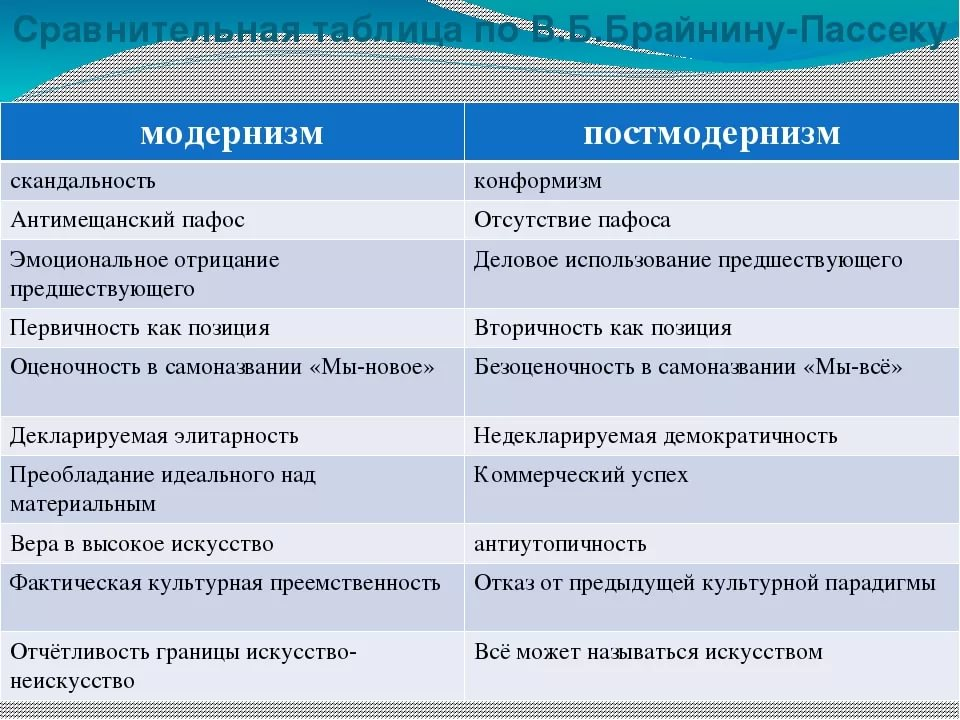 Сравнительная таблица по В.Б.Брайнину-Пассеку
модернизм постмодернизм
скандальность конформизм
Антимещанский пафос Отсутствие пафоса
Эмоциональное отрицание Деловое использование предшествующего
предшествующего
Первичность как позиция Вторичность как позиция
Оценочность в самоназвании «Мы-новое» Безоценочность в самоназвании «Мы-всё»
Декларируемая элитарность Недекларируемая демократичность
Преобладание идеального над Коммерческий успех
материальным
Вера в высокое искусство антиутопичность
Фактическая культурная преемственность Отказ от предыдущей культурной парадигмы
Отчётливость границы искусство- Всё может называться искусством
неискусство